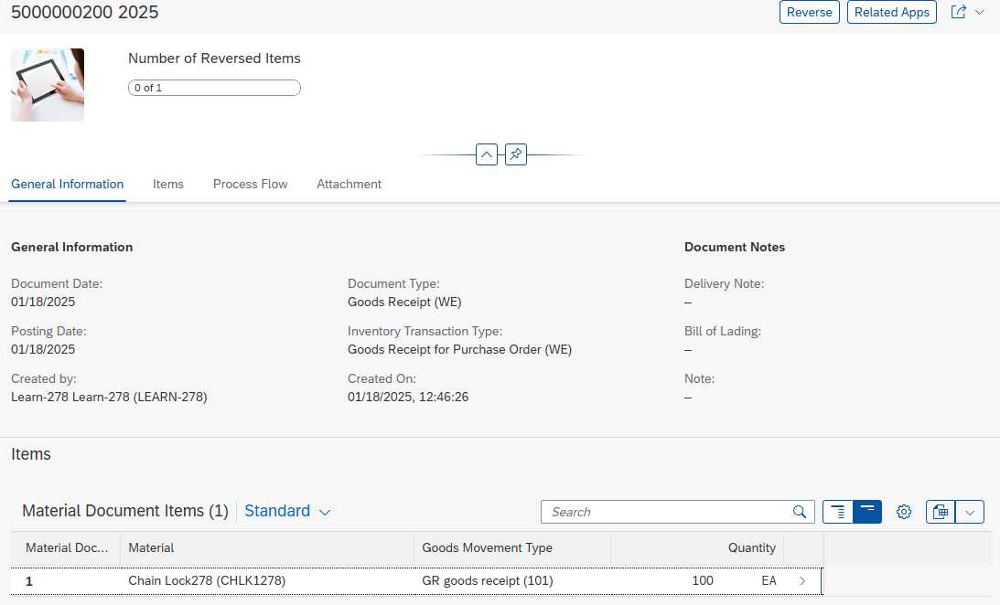 5000000200 2025
Reverse
Related Apps
Number of Reversed Items
0 of 1
General Information
Items
Process Flow
Attachment
General Information
Document Notes
Document Date:
01/18/2025
Document Type:
Goods Receipt (WE)
Delivery Note:
–
Posting Date:
01/18/2025
Inventory Transaction Type:
Goods Receipt for Purchase Order (WE)
Bill of Lading:
–
Created by:
Learn-278 Learn-278 (LEARN-278)
Created On:
01/18/2025, 12:46:26
Note:
–
Items
Material Document Items (1)
Standard
Search
Material Doc... Material Goods Movement Type Quantity
1 Chain Lock278 (CHLK1278) GR goods receipt (101) 100 EA